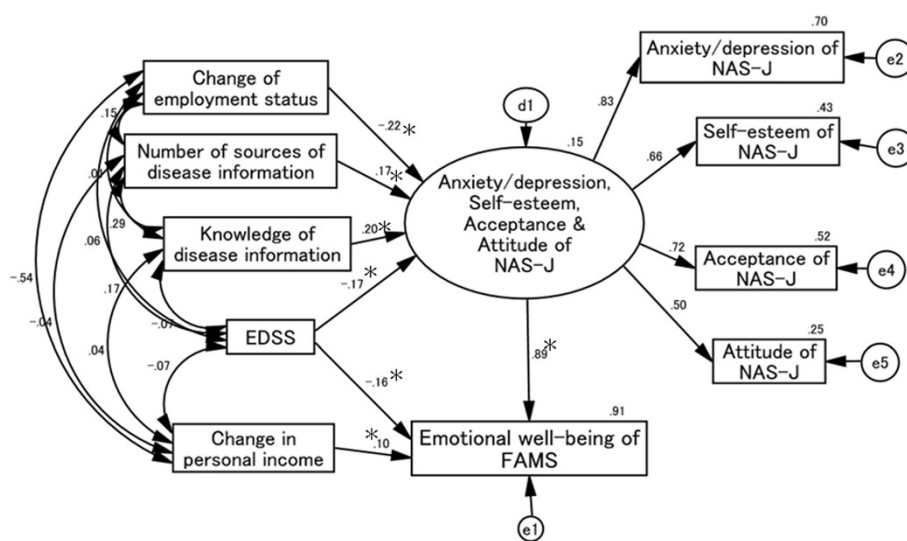 .70
Anxiety/depression of
NAS-J
e2
Change of
employment status
.83
d1
.15
.43
.15
-.22*
Self-esteem of
NAS-J
e3
Number of sources of
disease information
.66
.17*
Anxiety/depression,
Self-esteem,
Acceptance &
Attitude of
NAS-J
.29
Knowledge of
disease information
.20*
.06
.72
.52
Acceptance of
NAS-J
e4
-.54
.17
-.17*
.50
-.04
-.07
EDSS
.25
Attitude of
NAS-J
e5
.04
-.07
.89*
-.16*
.91
Change in
personal income
*.10
Emotional well-being of
FAMS
e1